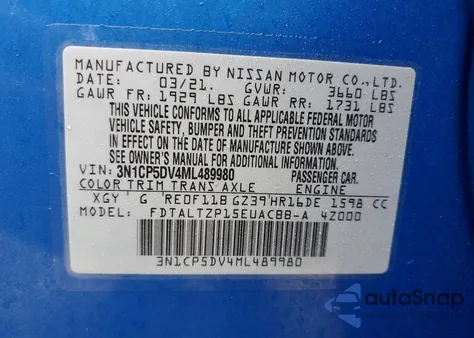 MANUFACTURED BY NISSAN MOTOR CO., LTD.
DATE: 03/21. GVWR: 3660 LBS
GAWR FR: 1929 LBS GAWR RR: 1731 LBS
THIS VEHICLE CONFORMS TO ALL APPLICABLE FEDERAL MOTOR
VEHICLE SAFETY, BUMPER AND THEFT PREVENTION STANDARDS
IN EFFECT ON THE DATE OF MANUFACTURE SHOWN ABOVE.
SEE OWNER'S MANUAL FOR ADDITIONAL INFORMATION.
VIN: 3N1CP5DV4ML489980 PASSENGER CAR.
COLOR TRIM TRANS AXLE ENGINE
XGY G RE0F11B GZ39 HR16DE 1598 CC
MODEL: FDTALTZP15EUACBB-A 4Z000
3N1CP5DV4ML489980
autoSnap